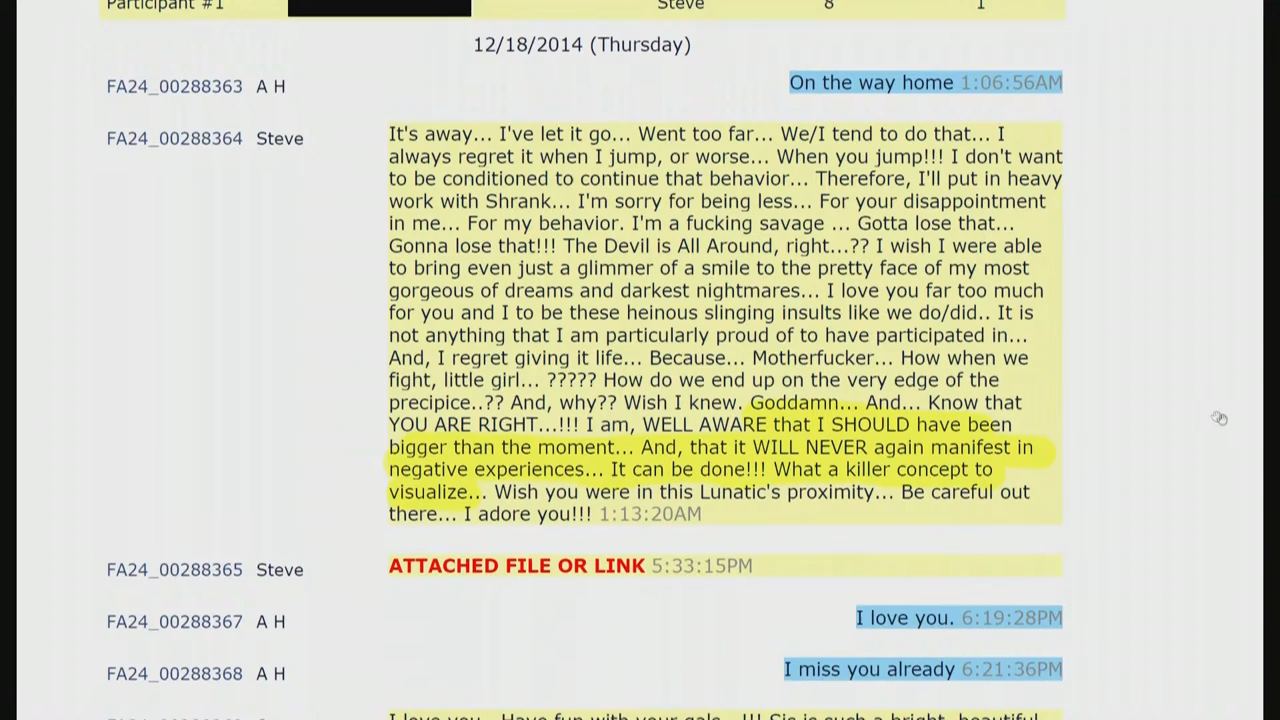 Participant #1 Steve 8 1
12/18/2014 (Thursday)
FA24_00288363 A H On the way home 1:06:56AM
FA24_00288364 Steve It's away... I've let it go... Went too far... We/I tend to do that... I
always regret it when I jump, or worse... When you jump!!! I don't want
to be conditioned to continue that behavior... Therefore, I'll put in heavy
work with Shrank... I'm sorry for being less... For your disappointment
in me... For my behavior. I'm a fucking savage ... Gotta lose that...
Gonna lose that!!! The Devil is All Around, right...?? I wish I were able
to bring even just a glimmer of a smile to the pretty face of my most
gorgeous of dreams and darkest nightmares... I love you far too much
for you and I to be these heinous slinging insults like we do/did.. It is
not anything that I am particularly proud of to have participated in...
And, I regret giving it life... Because... Motherfucker... How when we
fight, little girl... ????? How do we end up on the very edge of the
precipice..?? And, why?? Wish I knew. Goddamn... And... Know that
YOU ARE RIGHT...!!! I am, WELL AWARE that I SHOULD have been
bigger than the moment... And, that it WILL NEVER again manifest in
negative experiences... It can be done!!! What a killer concept to
visualize... Wish you were in this Lunatic's proximity... Be careful out
there... I adore you!!! 1:13:20AM
FA24_00288365 Steve ATTACHED FILE OR LINK 5:33:15PM
FA24_00288367 A H I love you. 6:19:28PM
FA24_00288368 A H I miss you already 6:21:36PM
I love you... Have fun with your gals...!!! Sis is such a bright, beautiful